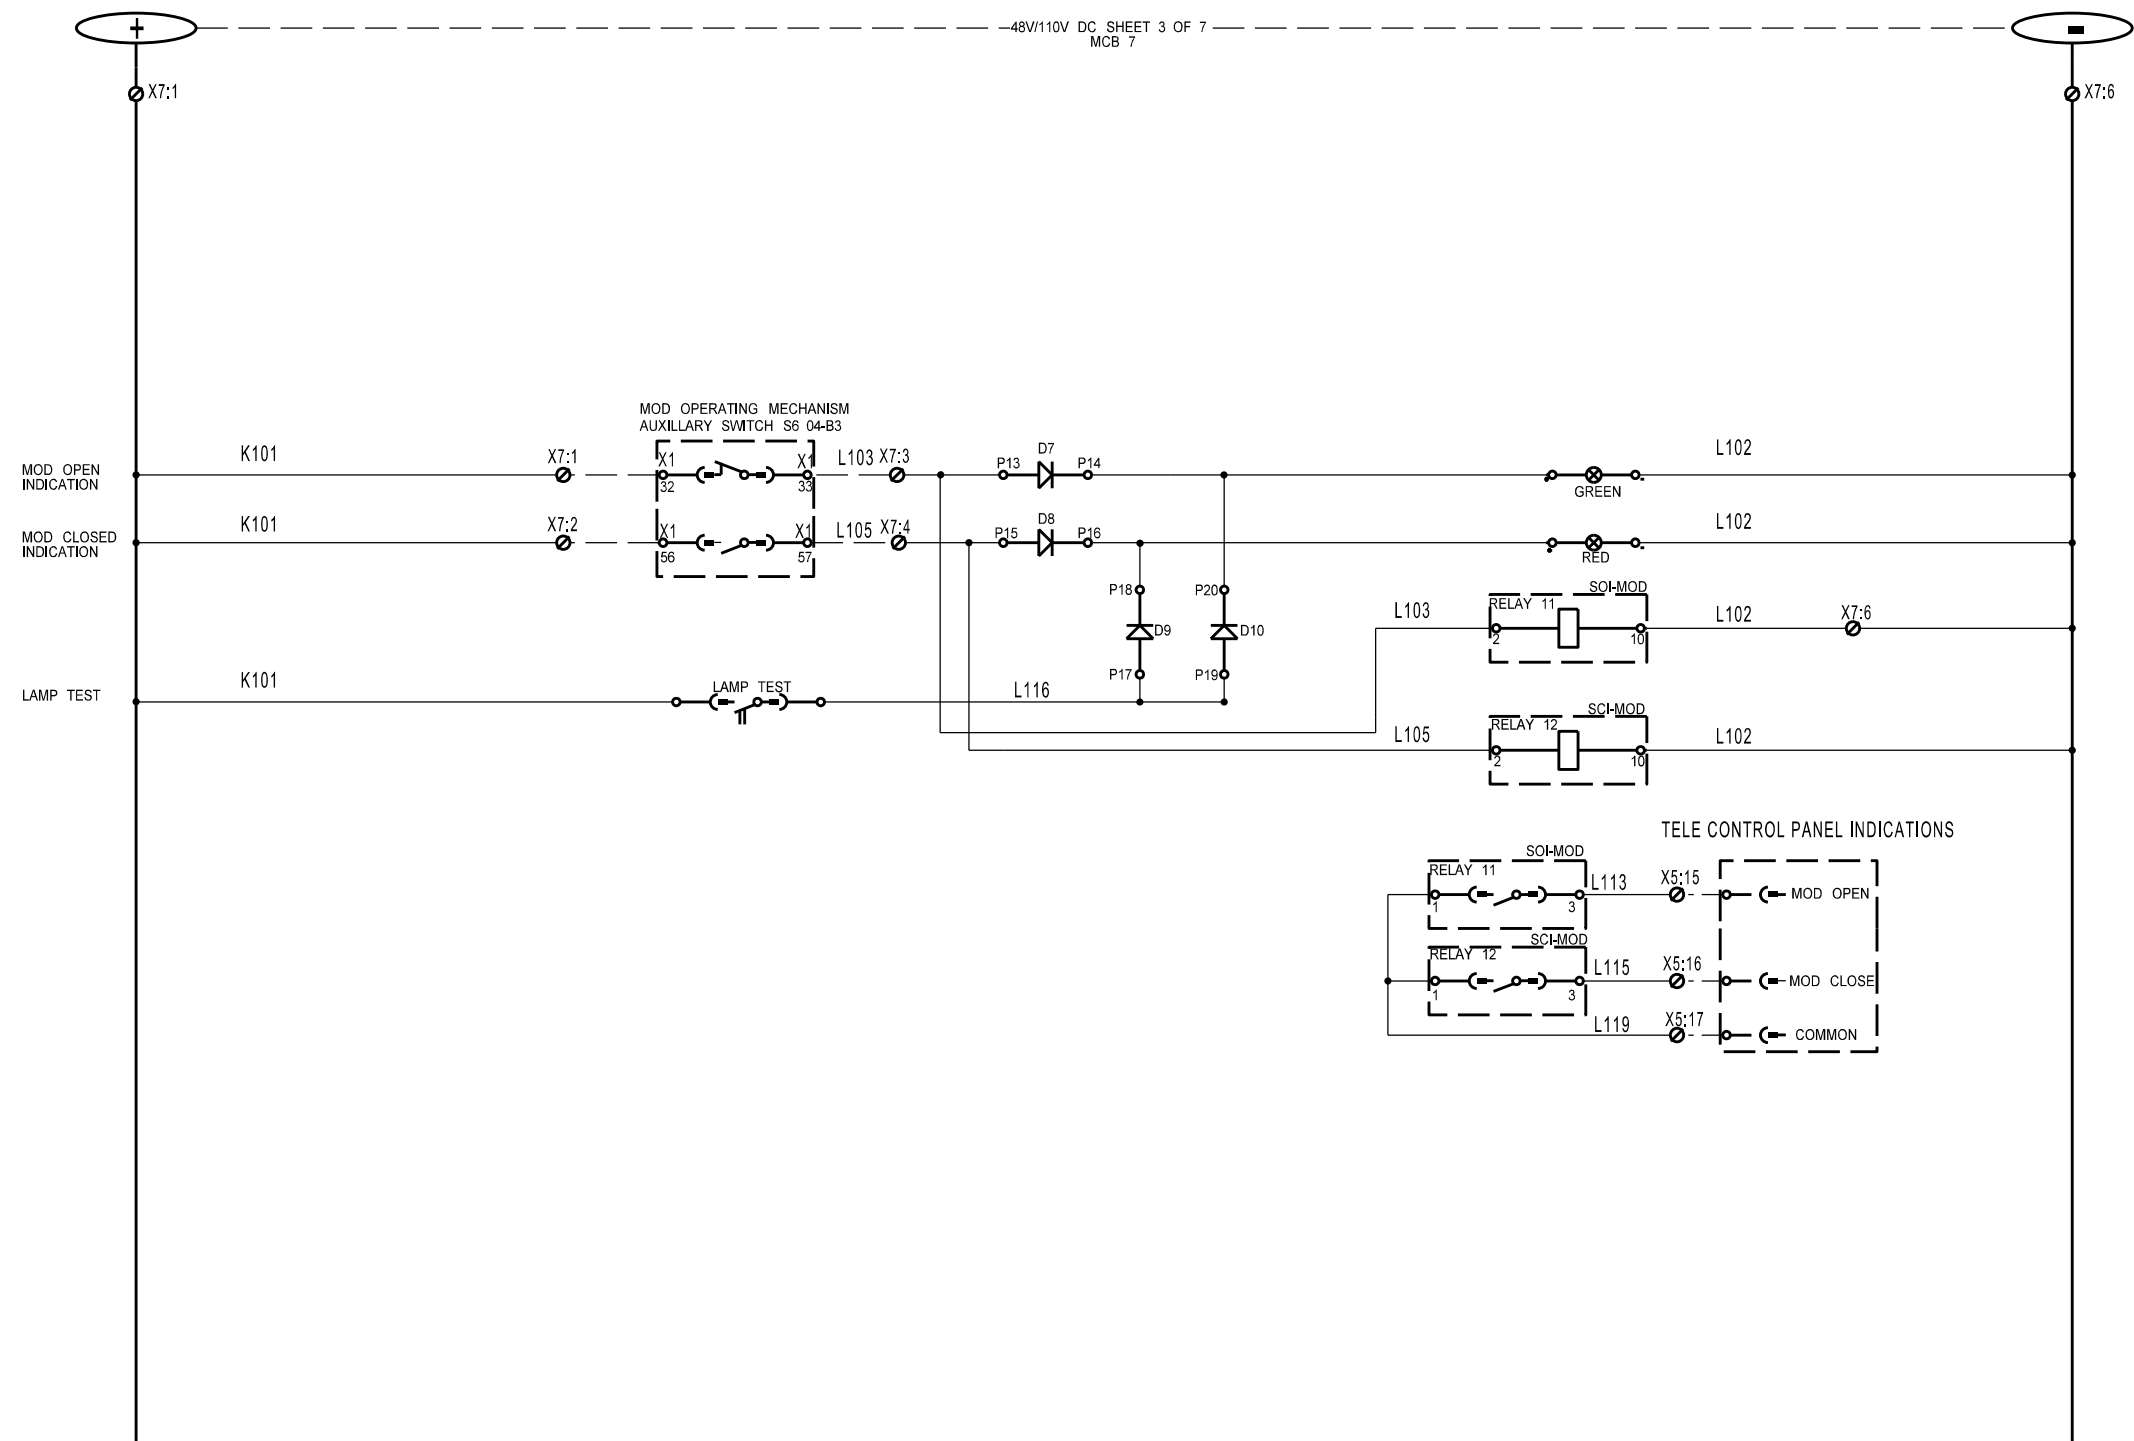 48V/110V DC SHEET 3 OF 7
MCB 7
X7:1
X7:6
MOD OPERATING MECHANISM
AUXILLARY SWITCH S6 04-B3
MOD OPEN
INDICATION
K101
X7:1
X1
32
X1
33
L103
X7:3
P13
D7
P14
GREEN
L102
MOD CLOSED
INDICATION
K101
X7:2
X1
56
X1
57
L105
X7:4
P15
D8
P16
RED
L102
P18
D9
P17
P20
D10
P19
L103
SOI-MOD
RELAY 11
2
10
L102
X7:6
LAMP TEST
K101
LAMP TEST
L116
L105
SCI-MOD
RELAY 12
2
10
L102
TELE CONTROL PANEL INDICATIONS
SOI-MOD
RELAY 11
1
3
L113
X5:15
MOD OPEN
SCI-MOD
RELAY 12
1
3
L115
X5:16
MOD CLOSE
L119
X5:17
COMMON